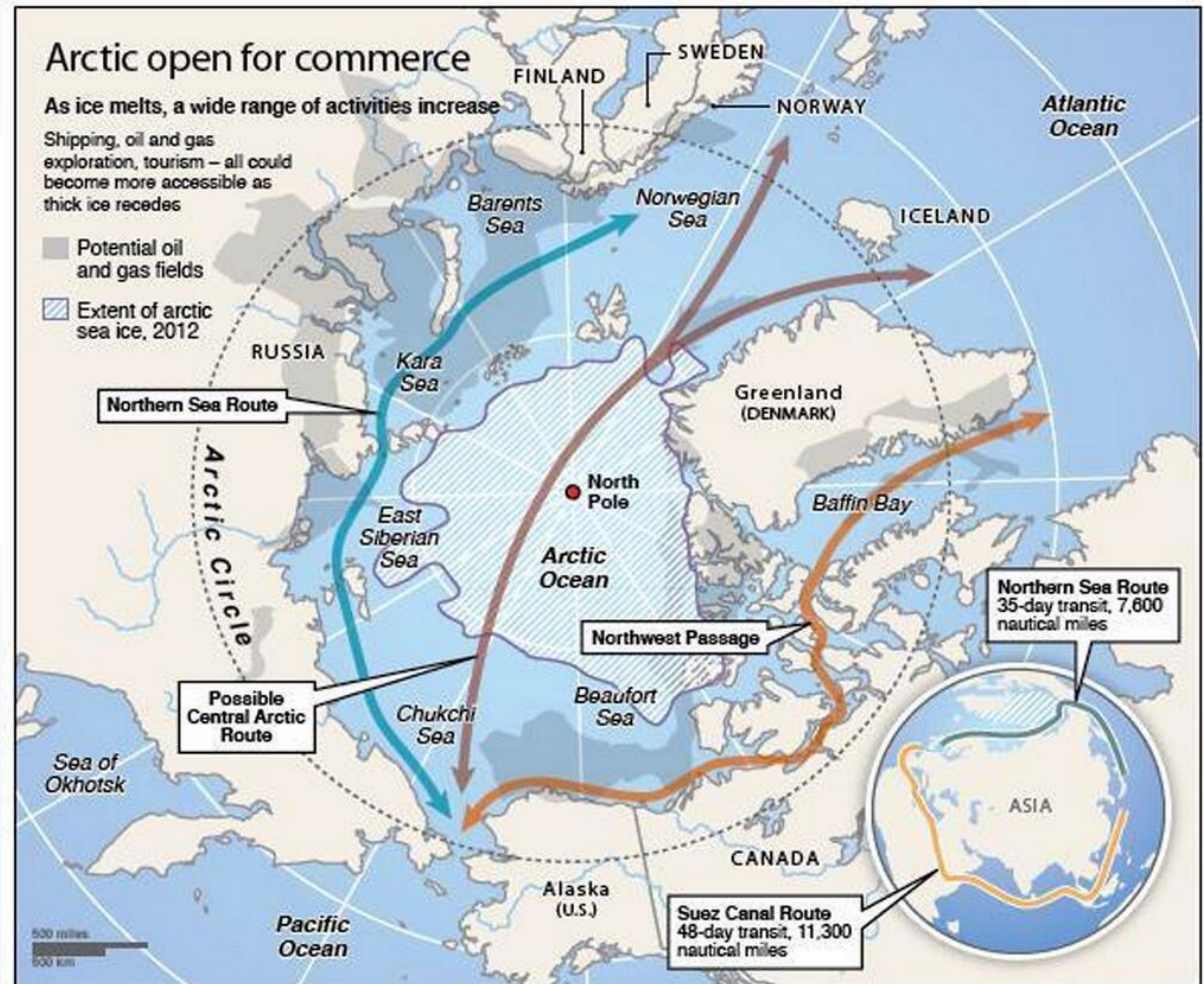 Arctic open for commerce
As ice melts, a wide range of activities increase
Shipping, oil and gas
exploration, tourism – all could
become more accessible as
thick ice recedes
Potential oil
and gas fields
Extent of arctic
sea ice, 2012
FINLAND
SWEDEN
NORWAY
Atlantic
Ocean
Barents
Sea
Norwegian
Sea
ICELAND
RUSSIA
Kara
Sea
Northern Sea Route
Greenland
(DENMARK)
Arctic Circle
North
Pole
Baffin Bay
East
Siberian
Sea
Arctic
Ocean
Northwest Passage
Northern Sea Route
35-day transit, 7,600
nautical miles
Possible
Central Arctic
Route
Chukchi
Sea
Beaufort
Sea
Sea of
Okhotsk
ASIA
CANADA
Alaska
(U.S.)
Suez Canal Route
48-day transit, 11,300
nautical miles
Pacific
Ocean
500 miles
500 km